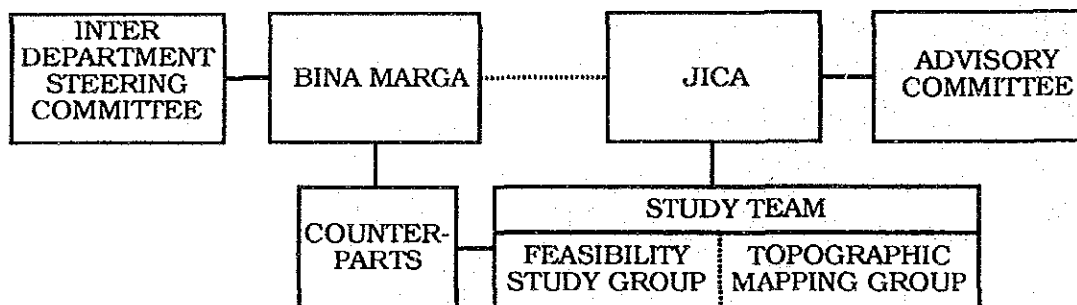 INTER
DEPARTMENT
STEERING
COMMITTEE
BINA MARGA
JICA
ADVISORY
COMMITTEE
COUNTER-
PARTS
STUDY TEAM
FEASIBILITY
STUDY GROUP
TOPOGRAPHIC
MAPPING GROUP